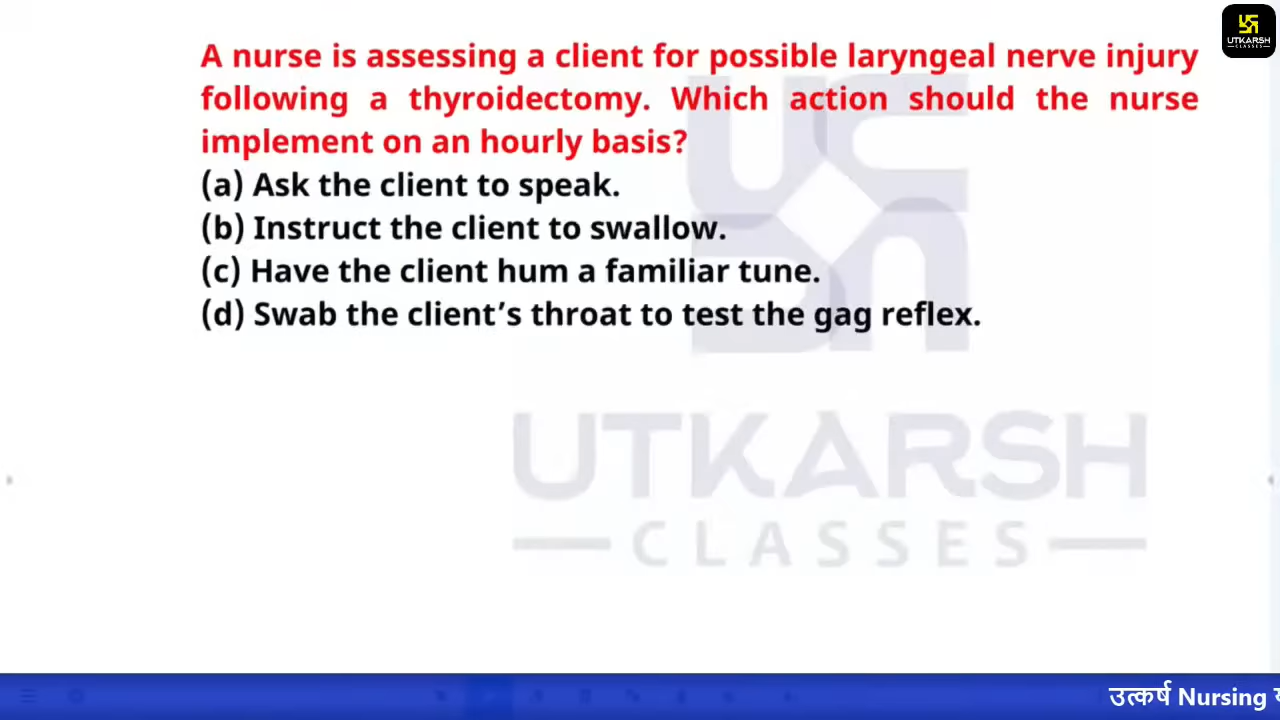 UTKARSH
CLASSES
A nurse is assessing a client for possible laryngeal nerve injury
following a thyroidectomy. Which action should the nurse
implement on an hourly basis?
(a) Ask the client to speak.
(b) Instruct the client to swallow.
(c) Have the client hum a familiar tune.
(d) Swab the client’s throat to test the gag reflex.
UTKARSH
CLASSES
उत्कर्ष Nursing